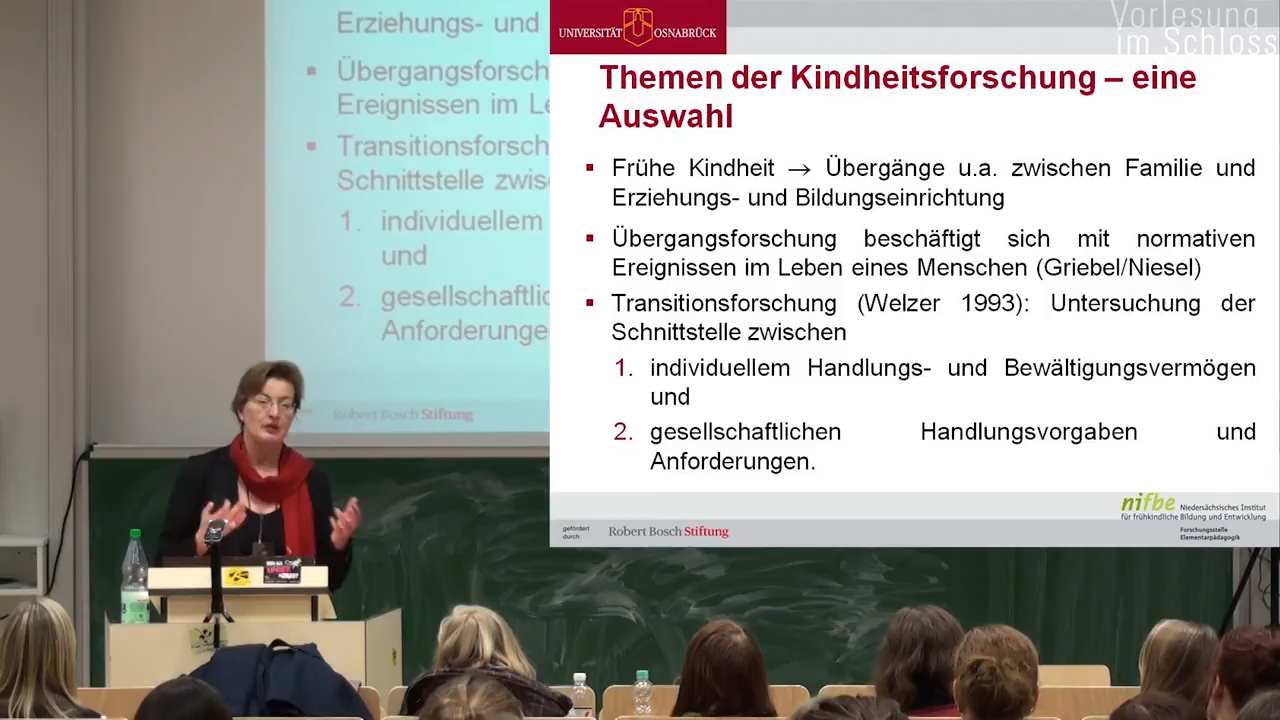 Erziehungs- und
Übergangsforsch
Ereignissen im Le
Transitionsforsch
Schnittstelle zwis
1. individuellem
und
2. gesellschaftlic
Anforderunge
Robert Bosch Stiftung
UNIVERSITÄT OSNABRÜCK
Vorlesung
im Schloss
Themen der Kindheitsforschung – eine
Auswahl
▪ Frühe Kindheit → Übergänge u.a. zwischen Familie und
Erziehungs- und Bildungseinrichtung
▪ Übergangsforschung beschäftigt sich mit normativen
Ereignissen im Leben eines Menschen (Griebel/Niesel)
▪ Transitionsforschung (Welzer 1993): Untersuchung der
Schnittstelle zwischen
1. individuellem Handlungs- und Bewältigungsvermögen
und
2. gesellschaftlichen Handlungsvorgaben und
Anforderungen.
gefördert
durch:
Robert Bosch Stiftung
nifbe Niedersächsisches Institut
für frühkindliche Bildung und Entwicklung
Forschungsstelle
Elementarpädagogik